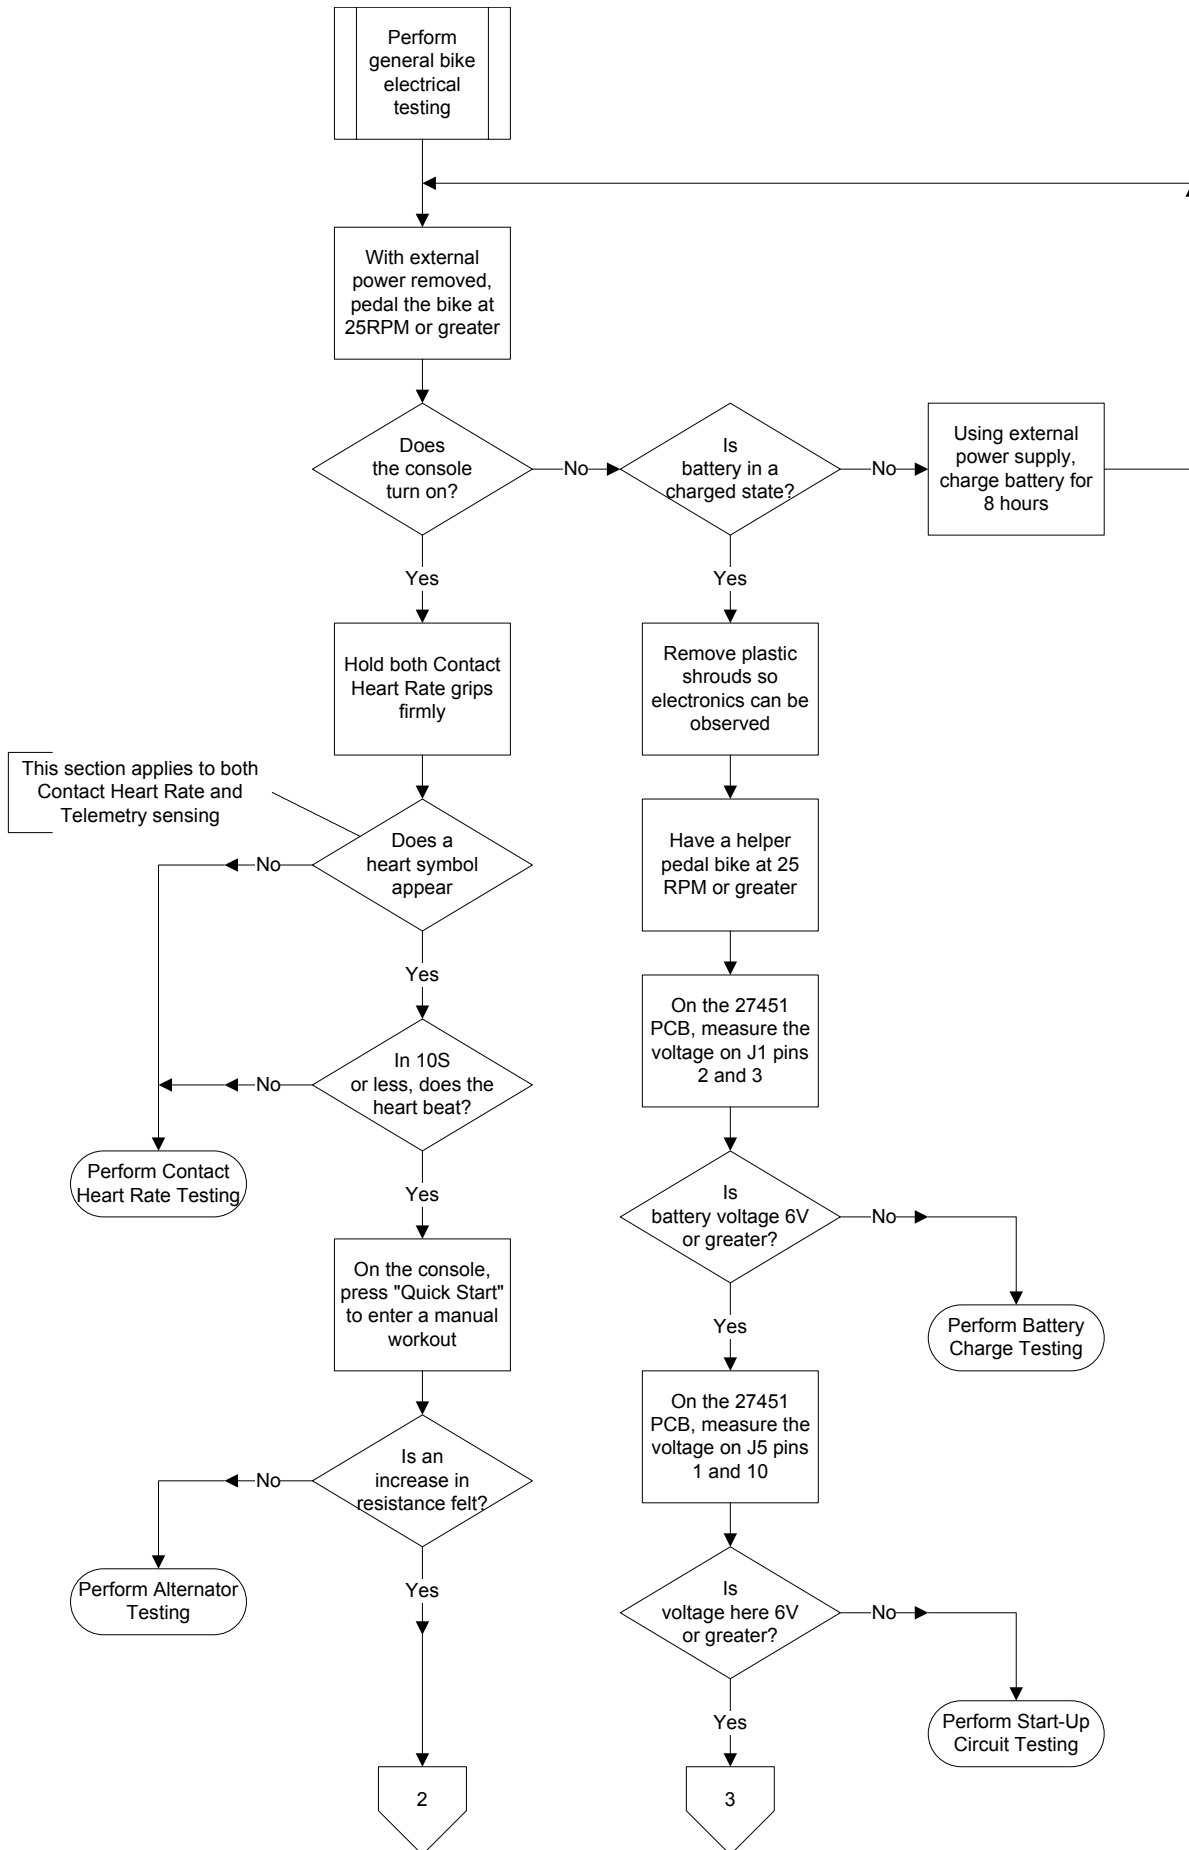 Perform
general bike
electrical
testing
With external
power removed,
pedal the bike at
25RPM or greater
Does
the console
turn on?
No
Is
battery in a
charged state?
No
Using external
power supply,
charge battery for
8 hours
Yes
Yes
Hold both Contact
Heart Rate grips
firmly
Remove plastic
shrouds so
electronics can be
observed
This section applies to both
Contact Heart Rate and
Telemetry sensing
Does a
heart symbol
appear
No
Have a helper
pedal bike at 25
RPM or greater
Yes
On the 27451
PCB, measure the
voltage on J1 pins
2 and 3
In 10S
or less, does the
heart beat?
No
Perform Contact
Heart Rate Testing
Yes
Is
battery voltage 6V
or greater?
No
On the console,
press "Quick Start"
to enter a manual
workout
Yes
Perform Battery
Charge Testing
On the 27451
PCB, measure the
voltage on J5 pins
1 and 10
Is an
increase in
resistance felt?
No
Perform Alternator
Testing
Yes
Is
voltage here 6V
or greater?
No
Yes
Perform Start-Up
Circuit Testing
2
3